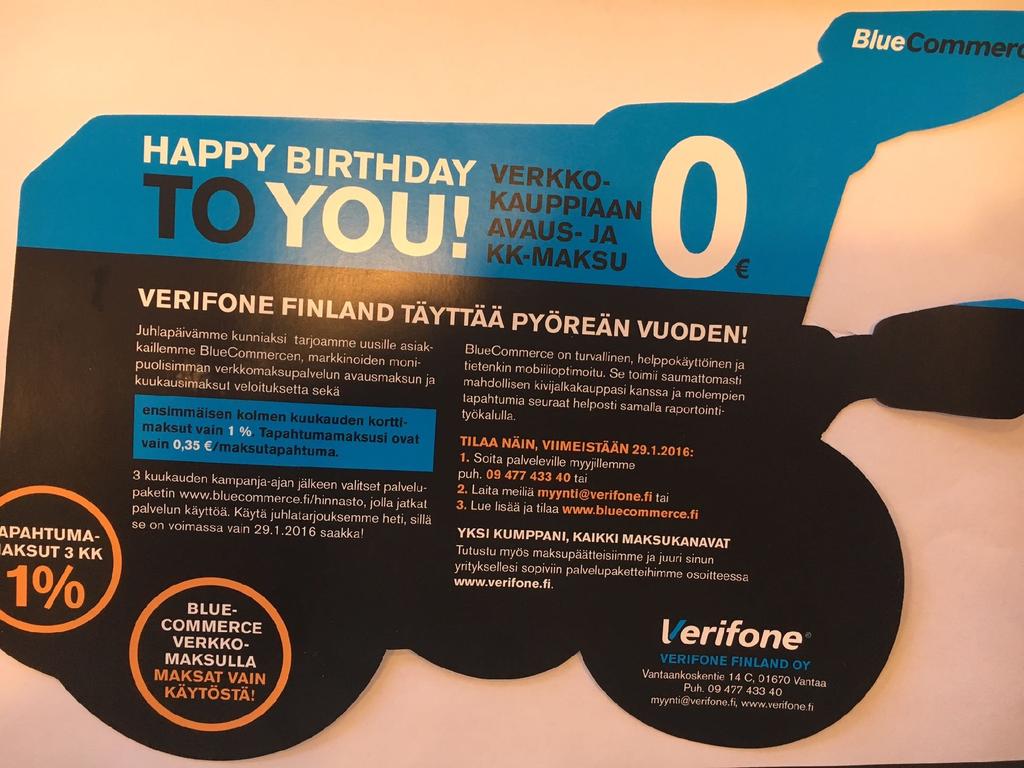 BlueCommerc
HAPPY BIRTHDAY
TO YOU!
VERKKO-
KAUPPIAAN
AVAUS- JA
KK-MAKSU
0€
VERIFONE FINLAND TÄYTTÄÄ PYÖREÄN VUODEN!
Juhlapäivämme kunniaksi tarjoamme uusille asiak-
kaillemme BlueCommercen, markkinoiden moni-
puolisimman verkkomaksupalvelun avausmaksun ja
kuukausimaksut veloituksetta sekä
ensimmäisen kolmen kuukauden kortti-
maksut vain 1 %. Tapahtumamaksusi ovat
vain 0,35 €/maksutapahtuma.
3 kuukauden kampanja-ajan jälkeen valitset palvelu-
paketin www.bluecommerce.fi/hinnasto, jolla jatkat
palvelun käyttöä. Käytä juhlatarjouksemme heti, sillä
se on voimassa vain 29.1.2016 saakka!
APAHTUMA-
AKSUT 3 KK
1%
BLUE-
COMMERCE
VERKKO-
MAKSULLA
MAKSAT VAIN
KÄYTÖSTÄ!
BlueCommerce on turvallinen, helppokäyttöinen ja
tietenkin mobiilioptimoitu. Se toimii saumattomasti
mahdollisen kivijalkakauppasi kanssa ja molempien
tapahtumia seuraat helposti samalla raportointi-
työkalulla.
TILAA NÄIN, VIIMEISTÄÄN 29.1.2016:
1. Soita palveleville myyjillemme
puh. 09 477 433 40 tai
2. Laita meiliä myynti@verifone.fi tai
3. Lue lisää ja tilaa www.bluecommerce.fi
YKSI KUMPPANI, KAIKKI MAKSUKANAVAT
Tutustu myös maksupäätteisiimme ja juuri sinun
yrityksellesi sopiviin palvelupaketteihimme osoitteessa
www.verifone.fi.
Verifone®
VERIFONE FINLAND OY
Vantaankoskentie 14 C, 01670 Vantaa
Puh. 09 477 433 40
myynti@verifone.fi, www.verifone.fi